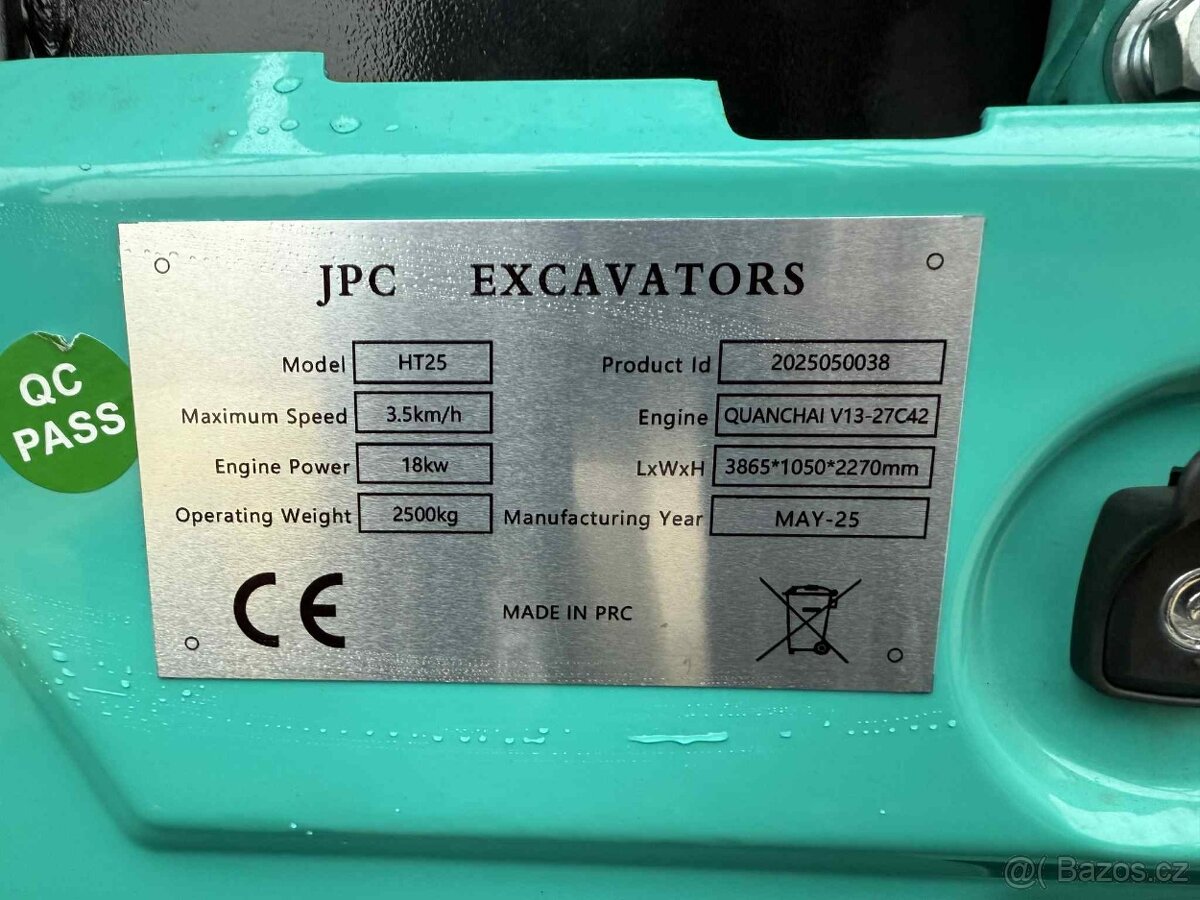 JPC EXCAVATORS
Model HT25 Product Id 2025050038
Maximum Speed 3.5km/h Engine QUANCHAI V13-27C42
Engine Power 18kw LxWxH 3865*1050*2270mm
Operating Weight 2500kg Manufacturing Year MAY-25
CE MADE IN PRC
QC
PASS
@( Bazos.cz